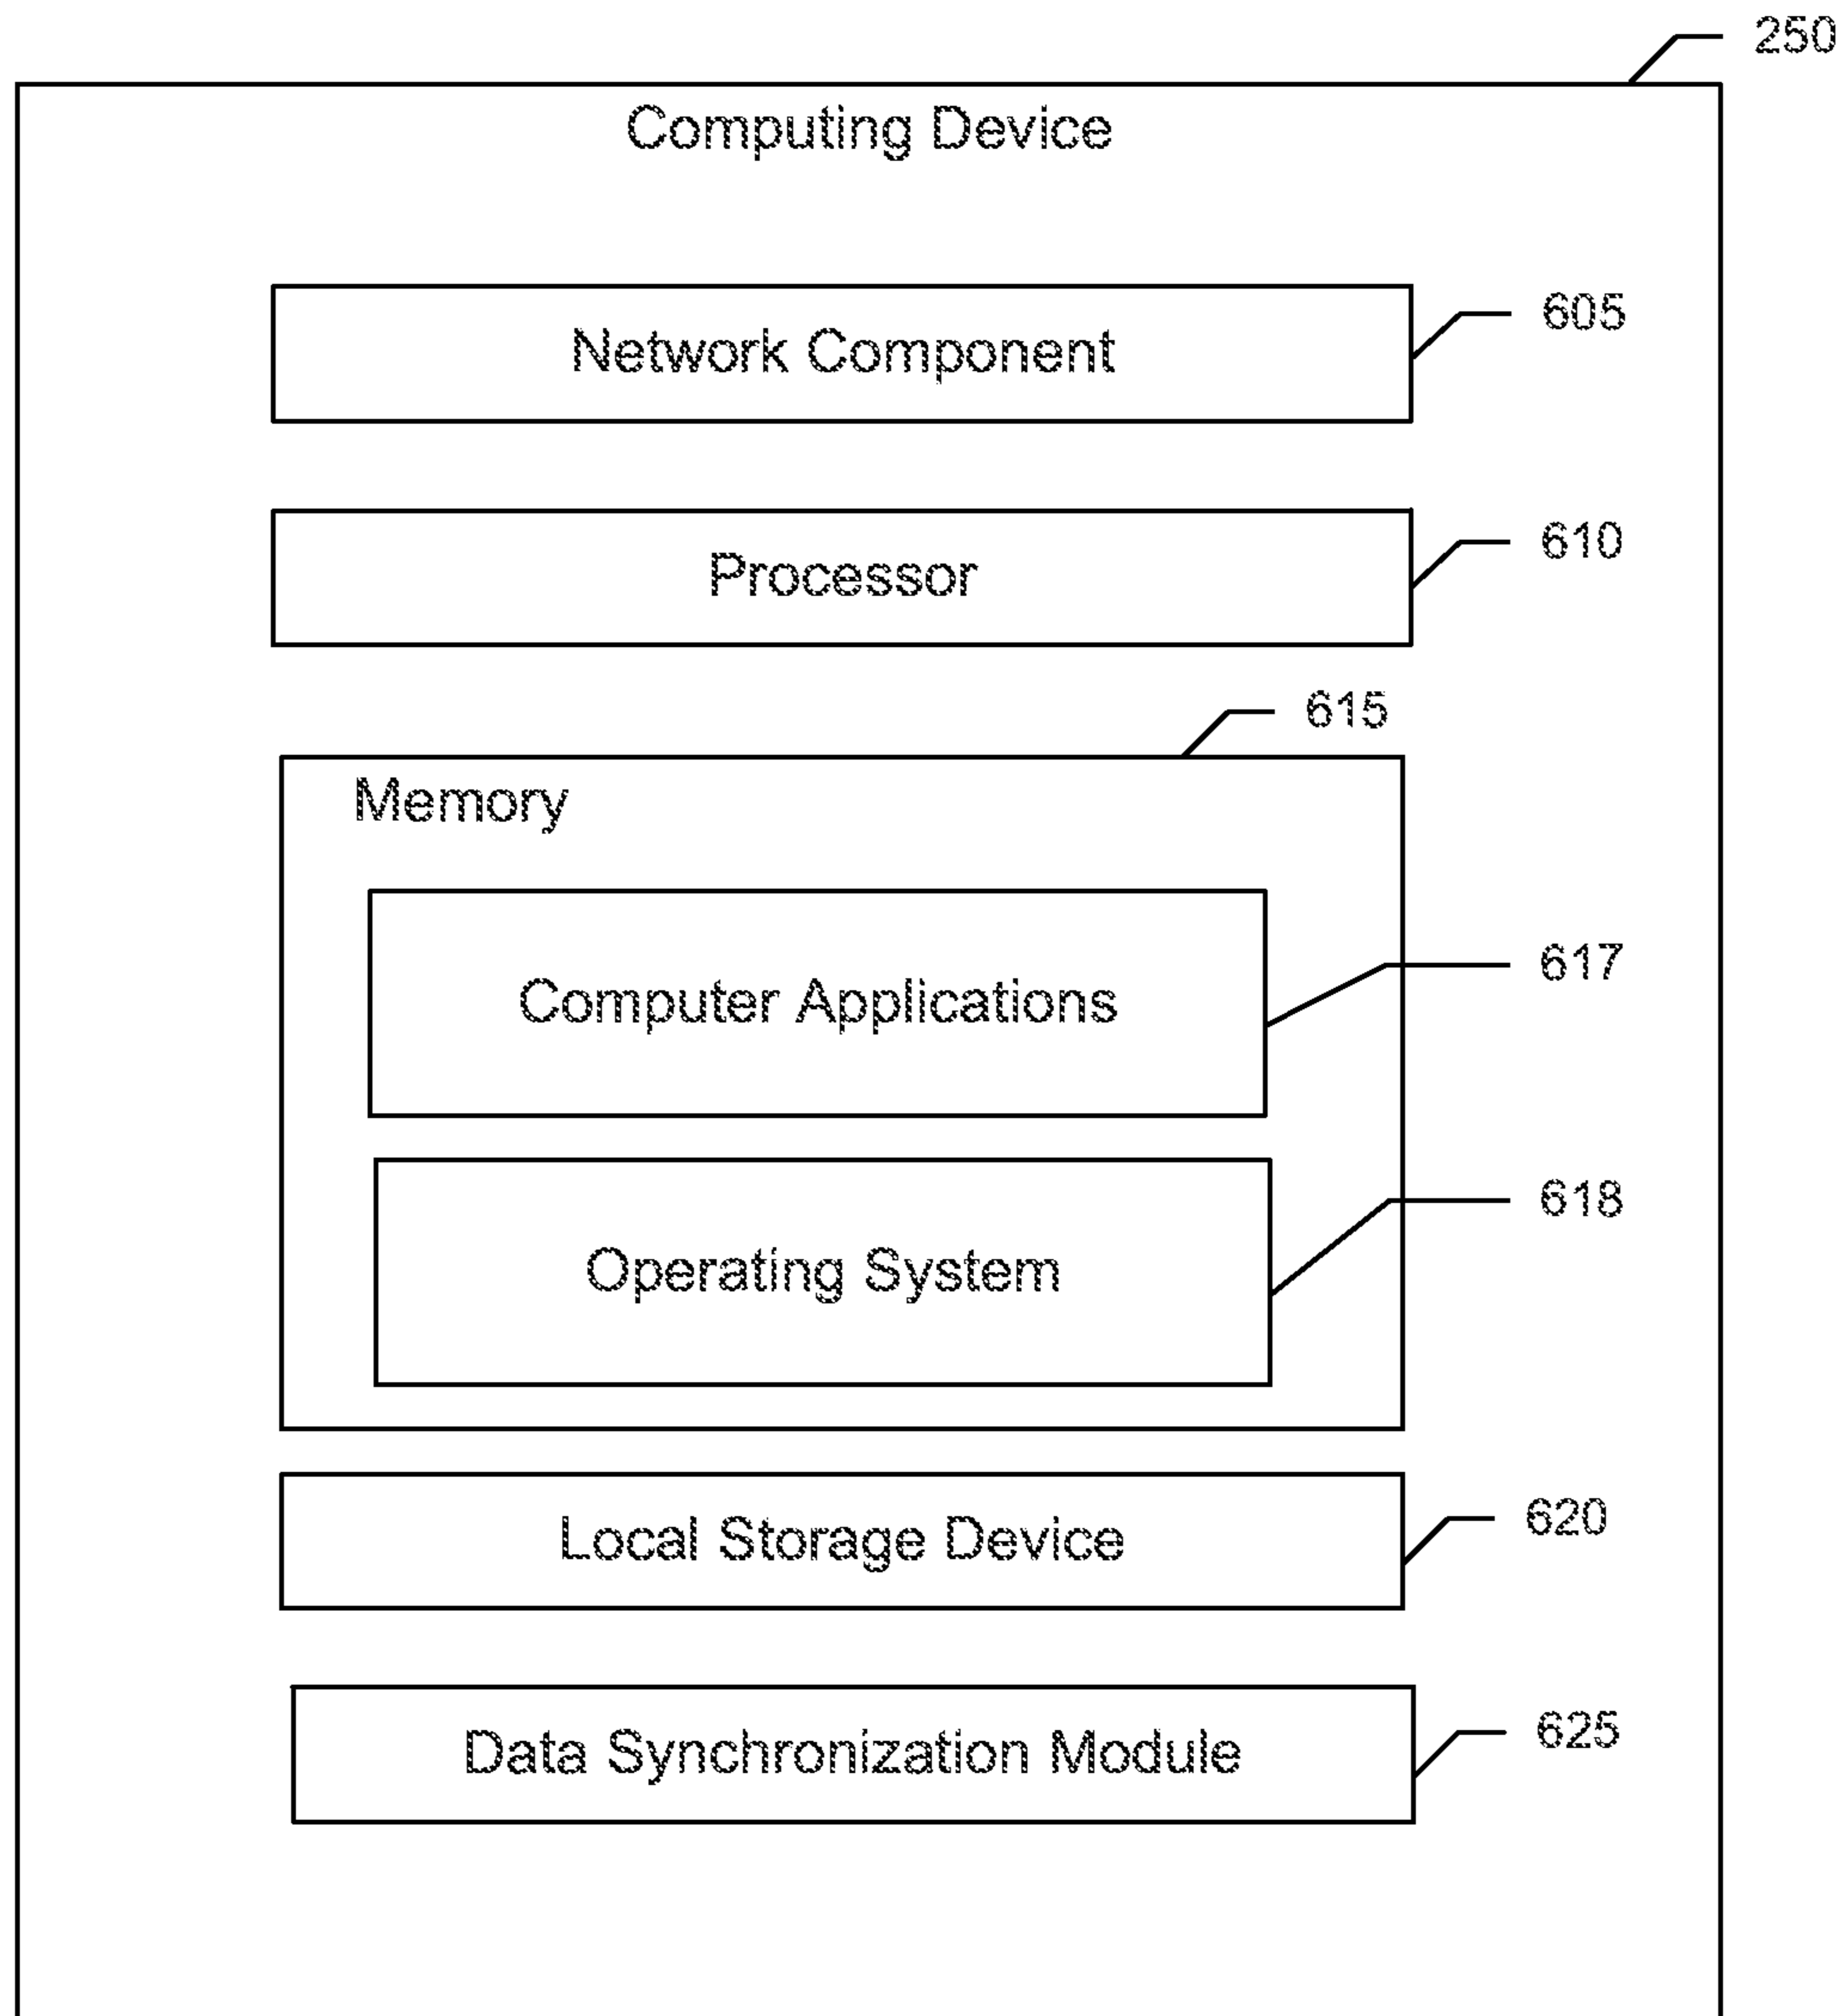 250
Computing Device
Network Component
605
Processor
610
615
Memory
Computer Applications
617
Operating System
618
Local Storage Device
620
Data Synchronization Module
625